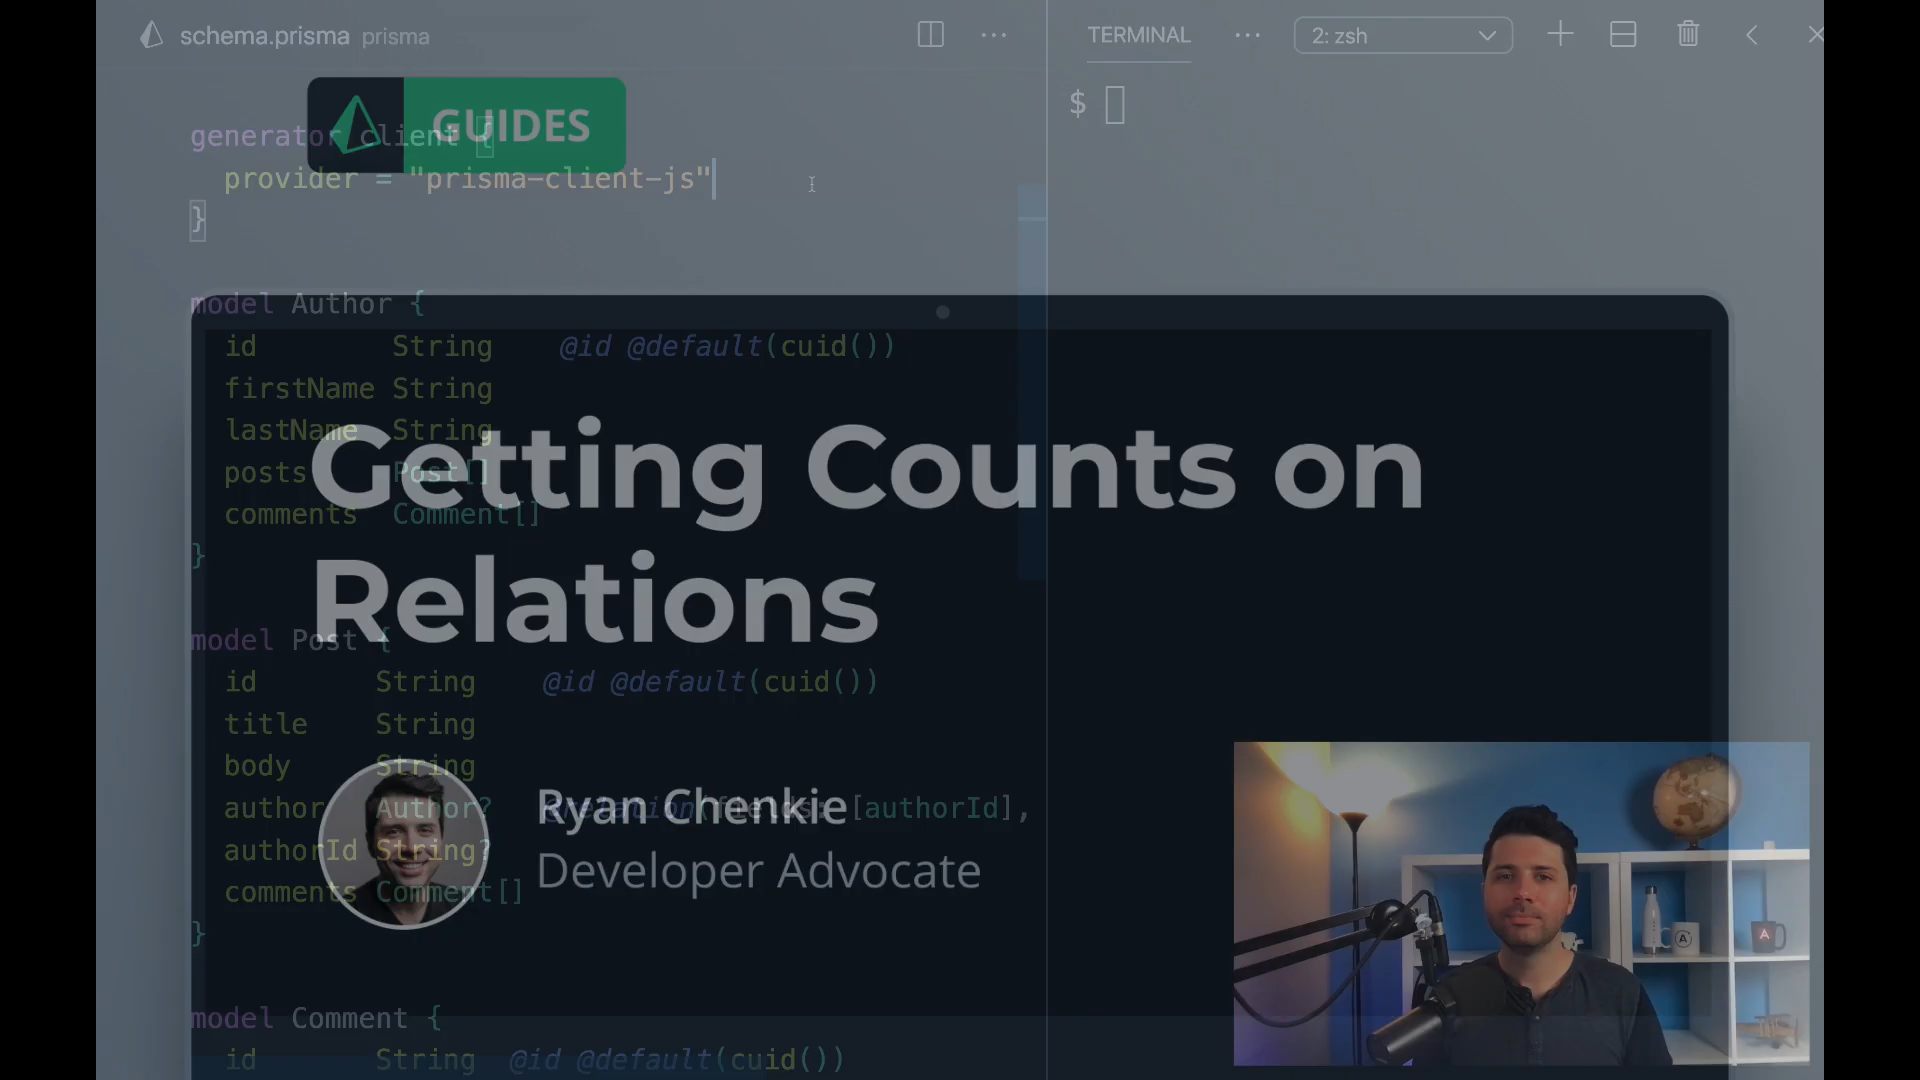 schema.prisma prisma
TERMINAL
2: zsh
$
GUIDES
generator client {
provider = "prisma-client-js"
}
model Author {
id String @id @default(cuid())
firstName String
lastName String
posts Post[]
comments Comment[]
}
Getting Counts on
Relations
model Post {
id String @id @default(cuid())
title String
body String
author Author? @relation(fields: [authorId],
authorId String?
comments Comment[]
}
Ryan Chenkie
Developer Advocate
model Comment {
id String @id @default(cuid())